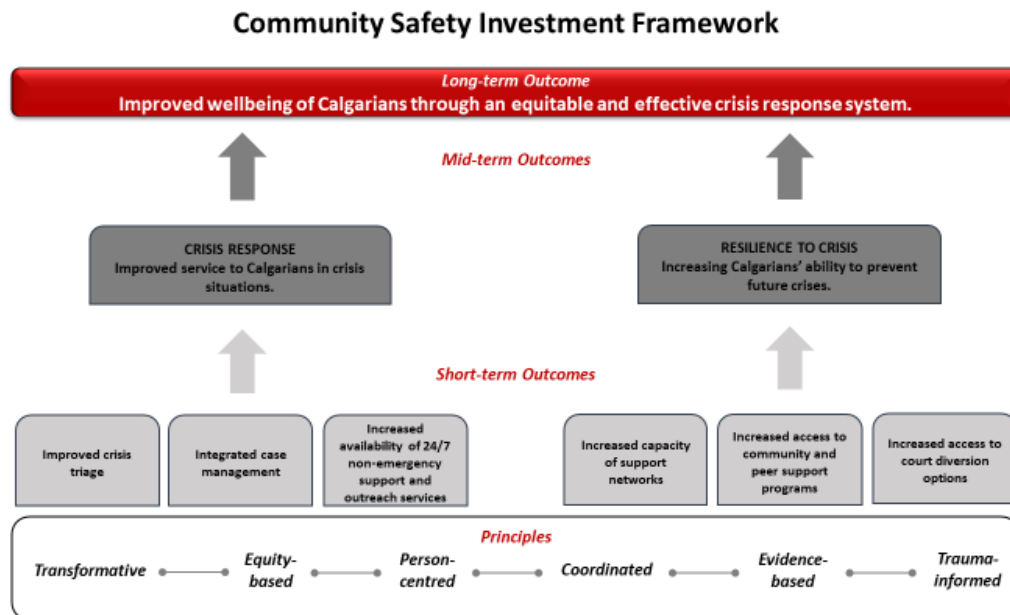 Community Safety Investment Framework
Long-term Outcome
Improved wellbeing of Calgarians through an equitable and effective crisis response system.
Mid-term Outcomes
CRISIS RESPONSE
Improved service to Calgarians in crisis
situations.
RESILIENCE TO CRISIS
Increasing Calgarians' ability to prevent
future crises.
Short-term Outcomes
Improved crisis
triage
Integrated case
management
Increased
availability of 24/7
non-emergency
support and
outreach services
Increased capacity
of support
networks
Increased access to
community and
peer support
programs
Increased access to
court diversion
options
Principles
Transformative
Equity-
based
Person-
centred
Coordinated
Evidence-
based
Trauma-
informed